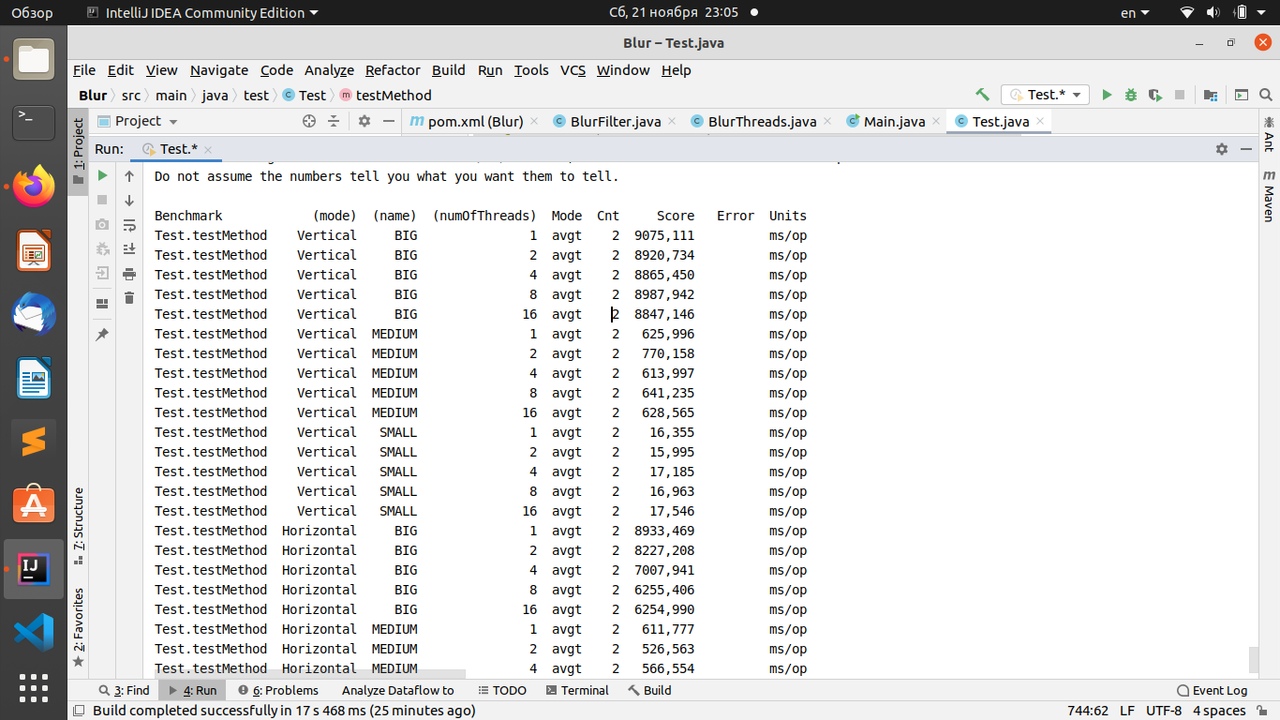 Обзор IntelliJ IDEA Community Edition Сб, 21 ноября 23:05 en
Blur – Test.java
File Edit View Navigate Code Analyze Refactor Build Run Tools VCS Window Help
Blur src main java test Test testMethod Test.*
1: Project
Project pom.xml (Blur) BlurFilter.java BlurThreads.java Main.java Test.java
Ant
Maven
Run: Test.*
Do not assume the numbers tell you what you want them to tell.
Benchmark (mode) (name) (numOfThreads) Mode Cnt Score Error Units
Test.testMethod Vertical BIG 1 avgt 2 9075,111 ms/op
Test.testMethod Vertical BIG 2 avgt 2 8920,734 ms/op
Test.testMethod Vertical BIG 4 avgt 2 8865,450 ms/op
Test.testMethod Vertical BIG 8 avgt 2 8987,942 ms/op
Test.testMethod Vertical BIG 16 avgt 2 8847,146 ms/op
Test.testMethod Vertical MEDIUM 1 avgt 2 625,996 ms/op
Test.testMethod Vertical MEDIUM 2 avgt 2 770,158 ms/op
Test.testMethod Vertical MEDIUM 4 avgt 2 613,997 ms/op
Test.testMethod Vertical MEDIUM 8 avgt 2 641,235 ms/op
Test.testMethod Vertical MEDIUM 16 avgt 2 628,565 ms/op
Test.testMethod Vertical SMALL 1 avgt 2 16,355 ms/op
Test.testMethod Vertical SMALL 2 avgt 2 15,995 ms/op
Test.testMethod Vertical SMALL 4 avgt 2 17,185 ms/op
Test.testMethod Vertical SMALL 8 avgt 2 16,963 ms/op
Test.testMethod Vertical SMALL 16 avgt 2 17,546 ms/op
Test.testMethod Horizontal BIG 1 avgt 2 8933,469 ms/op
Test.testMethod Horizontal BIG 2 avgt 2 8227,208 ms/op
Test.testMethod Horizontal BIG 4 avgt 2 7007,941 ms/op
Test.testMethod Horizontal BIG 8 avgt 2 6255,406 ms/op
Test.testMethod Horizontal BIG 16 avgt 2 6254,990 ms/op
Test.testMethod Horizontal MEDIUM 1 avgt 2 611,777 ms/op
Test.testMethod Horizontal MEDIUM 2 avgt 2 526,563 ms/op
Test.testMethod Horizontal MEDIUM 4 avgt 2 566,554 ms/op
7: Structure
2: Favorites
3: Find 4: Run 6: Problems Analyze Dataflow to TODO Terminal Build Event Log
Build completed successfully in 17 s 468 ms (25 minutes ago) 744:62 LF UTF-8 4 spaces